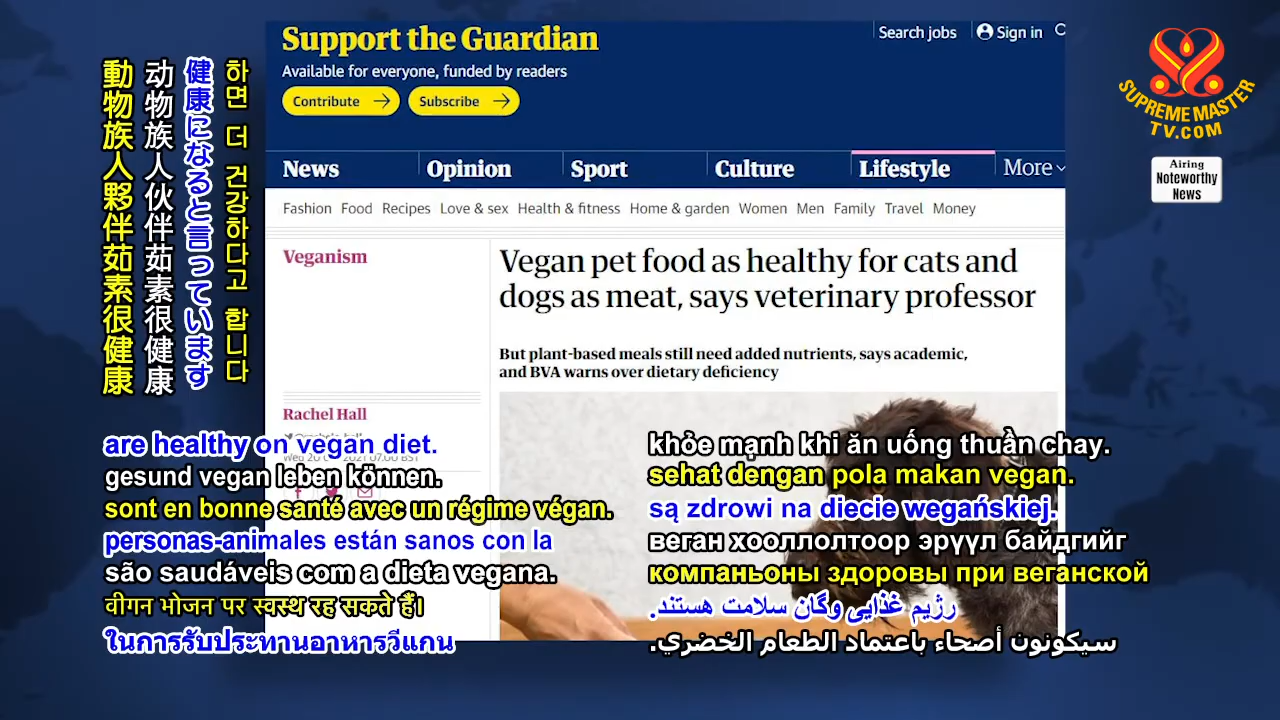 Support the Guardian
Available for everyone, funded by readers
Contribute
Subscribe
Search jobs
Sign in
News
Opinion
Sport
Culture
Lifestyle
More
Fashion Food Recipes Love & sex Health & fitness Home & garden Women Men Family Travel Money
Veganism
Vegan pet food as healthy for cats and
dogs as meat, says veterinary professor
But plant-based meals still need added nutrients, says academic,
and BVA warns over dietary deficiency
Rachel Hall
SUPREME MASTER
TV.COM
Airing
Noteworthy
News
動物族人夥伴茹素很健康
动物族人伙伴茹素很健康
健康になると言っています
하면 더 건강하다고 합니다
are healthy on vegan diet.
gesund vegan leben können.
sont en bonne santé avec un régime végan.
personas-animales están sanos con la
são saudáveis com a dieta vegana.
वीगन भोजन पर स्वस्थ रह सकते हैं।
ในการรับประทานอาหารวีแกน
khỏe mạnh khi ăn uống thuần chay.
sehat dengan pola makan vegan.
są zdrowi na diecie wegańskiej.
веган хооллолтоор эрүүл байдгийг
компаньоны здоровы при веганской
رژیم غذایی وگان سلامت هستند.
سيكونون أصحاء باعتماد الطعام الخضري.